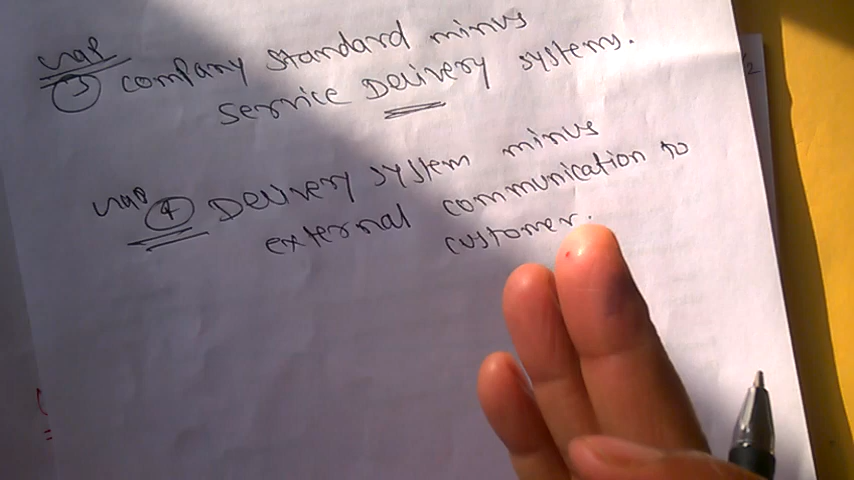 Gap
③ company standard minus
service Delivery systems.
Gap ④ Delivery system minus
external communication to
customer.